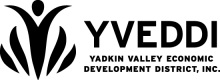 YVEDDI
YADKIN VALLEY ECONOMIC
DEVELOPMENT DISTRICT, INC.